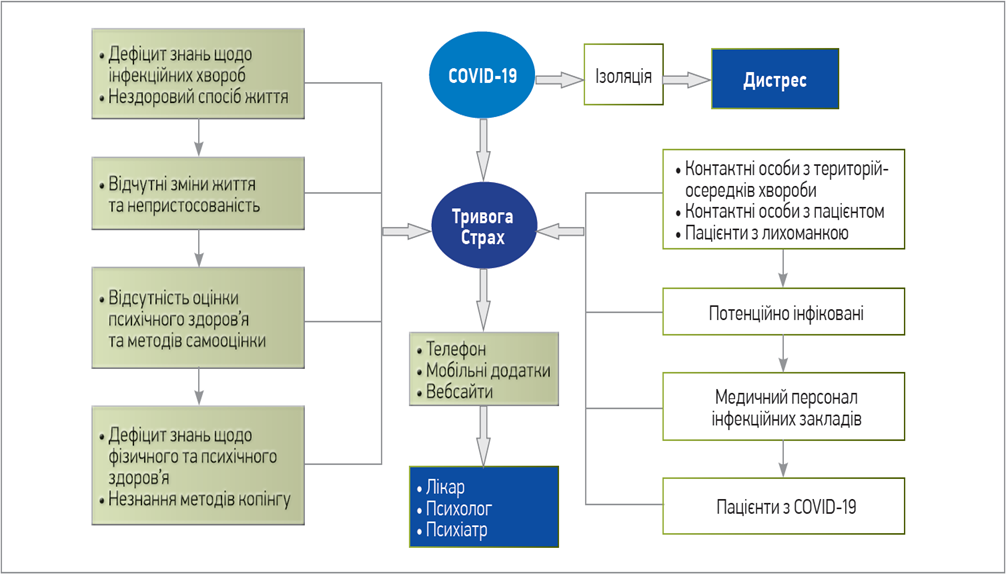 • Дефіцит знань щодо
інфекційних хвороб
• Нездоровий спосіб життя
• Відчутні зміни життя
та непристосованість
• Відсутність оцінки
психічного здоров’я
та методів самооцінки
• Дефіцит знань щодо
фізичного та психічного
здоров’я
• Незнання методів копінгу
COVID-19
Ізоляція
Дистрес
Тривога
Страх
• Телефон
• Мобільні додатки
• Вебсайти
• Лікар
• Психолог
• Психіатр
• Контактні особи з територій-
осередків хвороби
• Контактні особи з пацієнтом
• Пацієнти з лихоманкою
Потенційно інфіковані
Медичний персонал
інфекційних закладів
Пацієнти з COVID-19